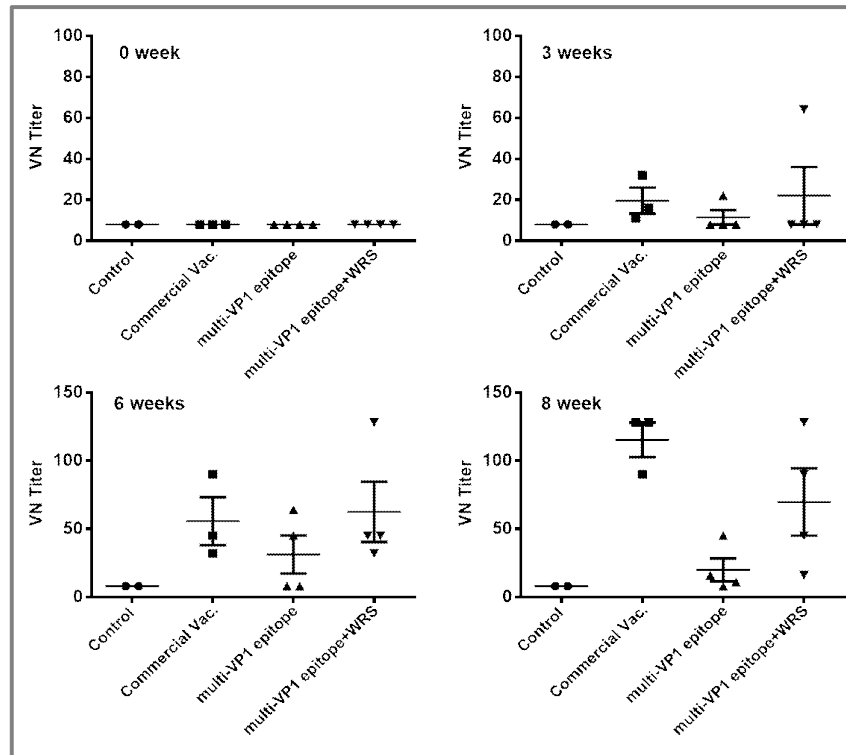 0 week
100
80
60
40
20
0
VN Titer
Control
Commercial Vac.
multi-VP1 epitope
multi-VP1 epitope+WRS
3 weeks
100
80
60
40
20
0
VN Titer
Control
Commercial Vac.
multi-VP1 epitope
multi-VP1 epitope+WRS
6 weeks
150
100
50
0
VN Titer
Control
Commercial Vac.
multi-VP1 epitope
multi-VP1 epitope+WRS
8 week
150
100
50
0
VN Titer
Control
Commercial Vac.
multi-VP1 epitope
multi-VP1 epitope+WRS